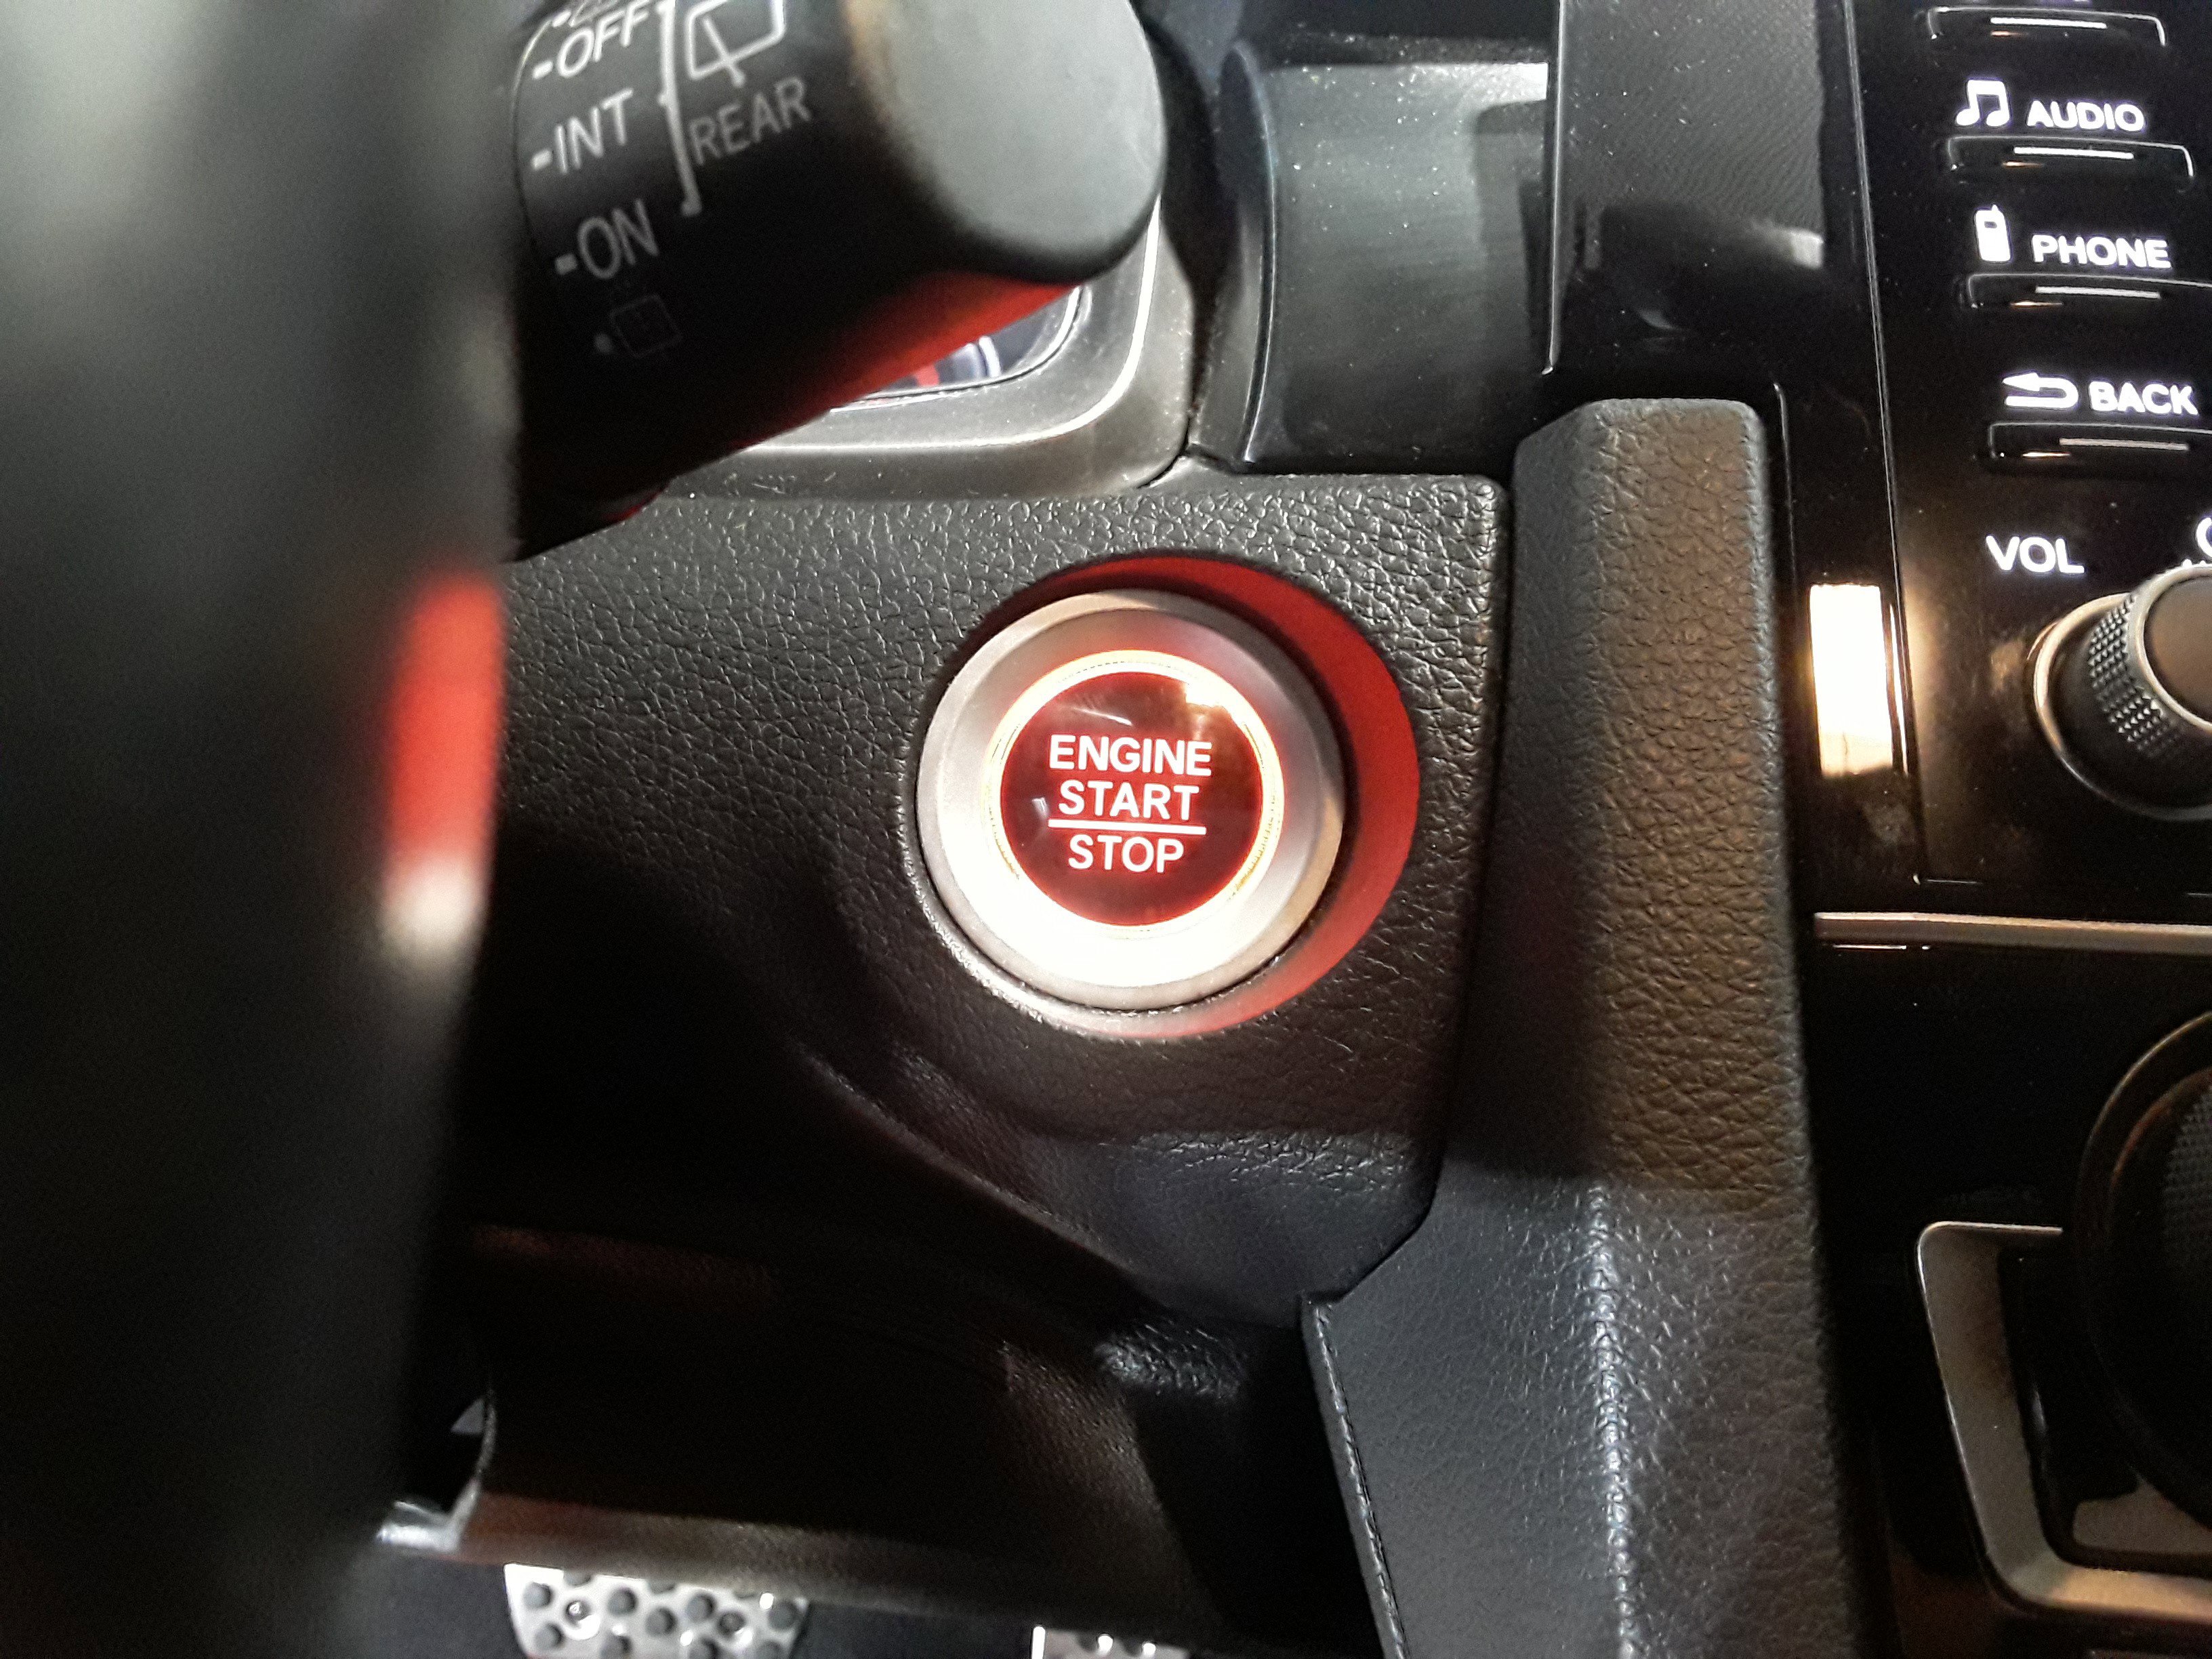 -OFF
-INT
REAR
-ON
AUDIO
PHONE
BACK
VOL
ENGINE
START
STOP